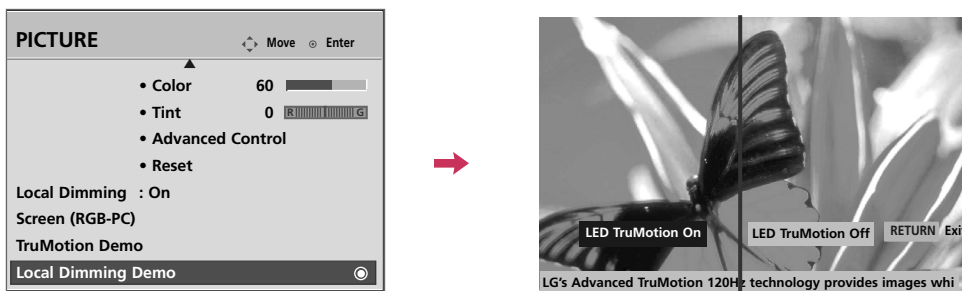 PICTURE
Move Enter
• Color 60
• Tint 0 R G
• Advanced Control
• Reset
Local Dimming : On
Screen (RGB-PC)
TruMotion Demo
Local Dimming Demo
LED TruMotion On
LED TruMotion Off
RETURN Exi
LG's Advanced TruMotion 120Hz technology provides images whi